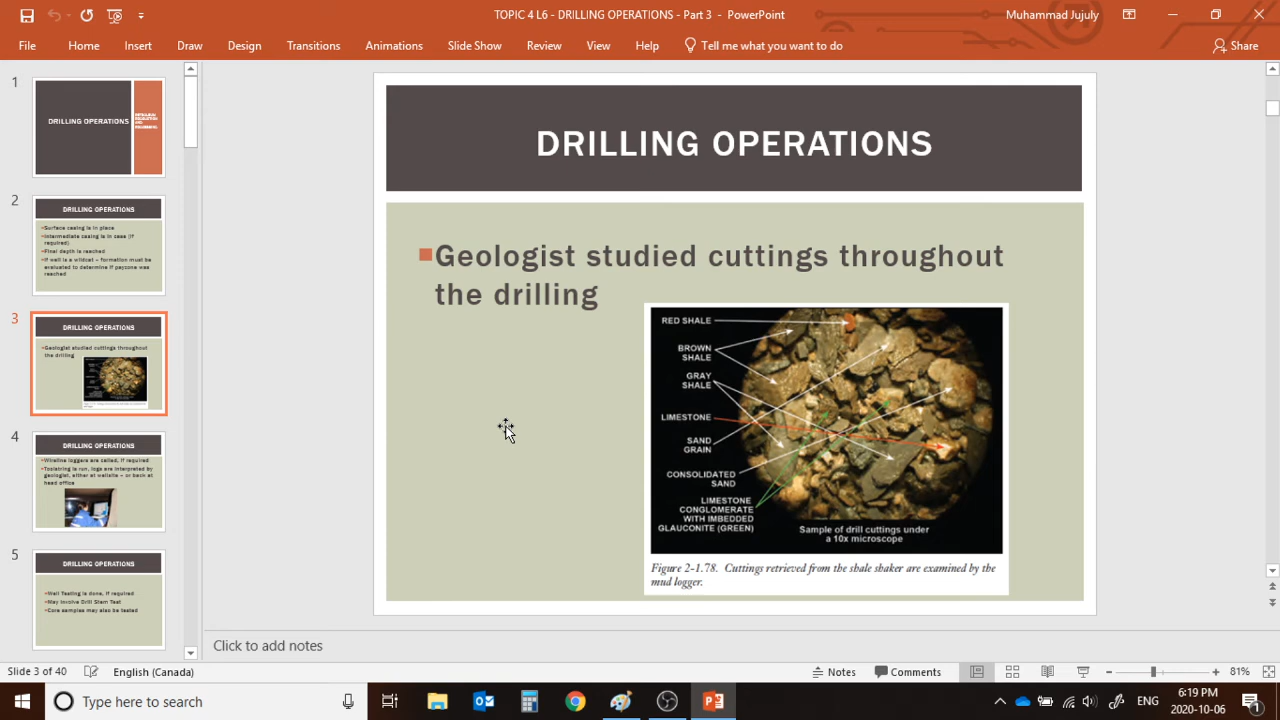 TOPIC 4 L6 - DRILLING OPERATIONS - Part 3 - PowerPoint
Muhammad Jujuly
File Home Insert Draw Design Transitions Animations Slide Show Review View Help Tell me what you want to do Share
1
DRILLING OPERATIONS
2
DRILLING OPERATIONS
Surface casing is in place
Intermediate casing is in case (if
required)
Final depth is reached
If well is a wildcat – formation must be
evaluated to determine if payzone was
reached
3
DRILLING OPERATIONS
Geologist studied cuttings throughout
the drilling
4
DRILLING OPERATIONS
Wireline loggers are called, if required
Toolstring is run, logs are interpreted by
geologist, either at wellsite – or back at
head office
5
DRILLING OPERATIONS
Well Testing is done, if required
May involve Drill Stem Test
Core samples may also be tested
DRILLING OPERATIONS
Geologist studied cuttings throughout
the drilling
RED SHALE
BROWN
SHALE
GRAY
SHALE
LIMESTONE
SAND
GRAIN
CONSOLIDATED
SAND
LIMESTONE
CONGLOMERATE
WITH IMBEDED
GLAUCONITE (GREEN)
Sample of drill cuttings under
a 10x microscope
Figure 2-1.78. Cuttings retrieved from the shale shaker are examined by the
mud logger.
Click to add notes
Slide 3 of 40 English (Canada) Notes Comments 81%
Type here to search
ENG
6:19 PM
2020-10-06
1